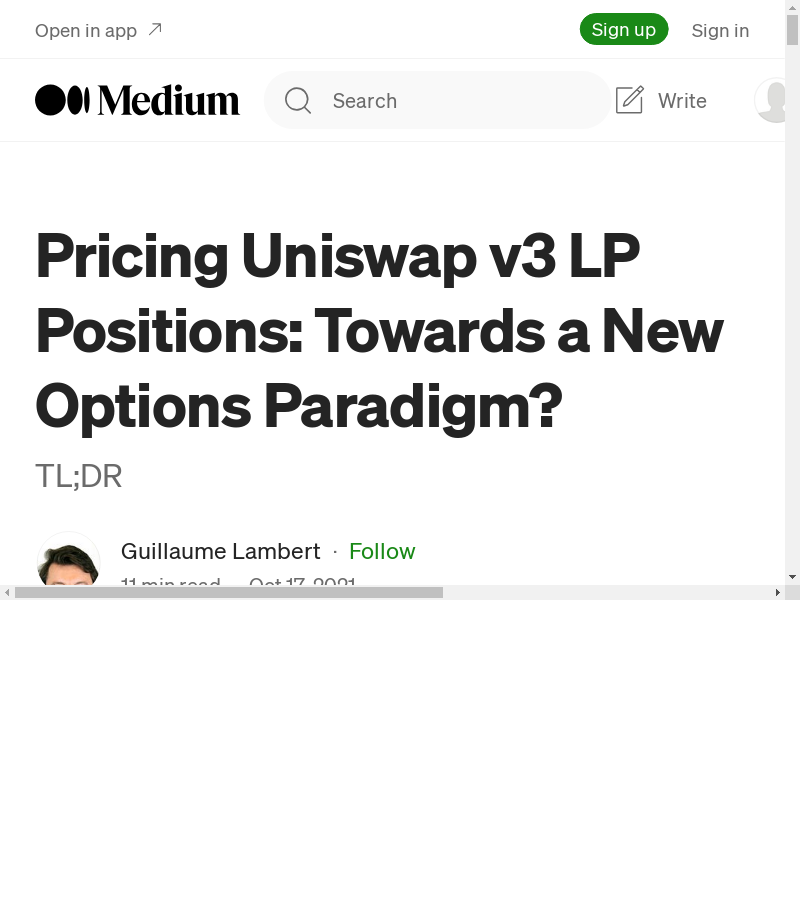 Open in app
Sign up
Sign in
Medium
Search
Write
Pricing Uniswap v3 LP
Positions: Towards a New
Options Paradigm?
TL;DR
Guillaume Lambert · Follow
11 min read Oct 17, 2021